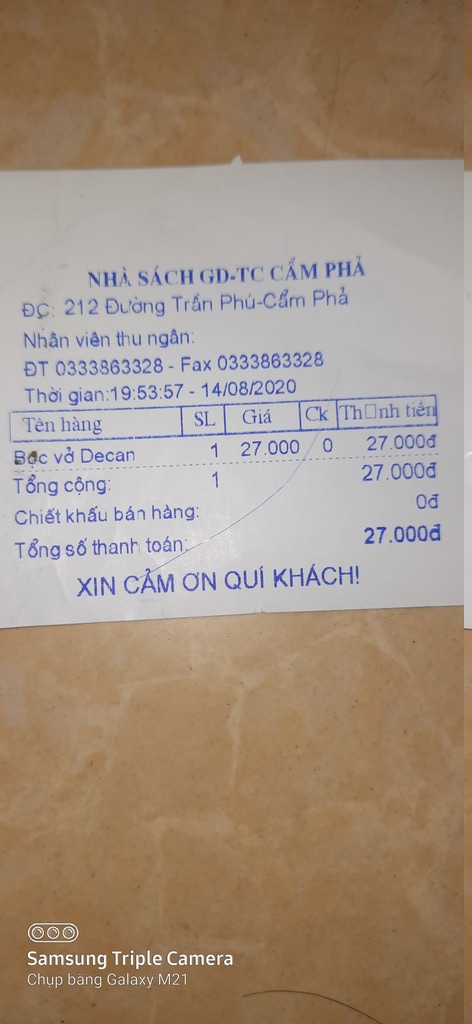 NHÀ SÁCH GD-TC CẨM PHẢ
ĐC: 212 Đường Trần Phú-Cẩm Phả
Nhân viên thu ngân:
ĐT 0333863328 - Fax 0333863328
Thời gian:19:53:57 - 14/08/2020
Tên hàng SL Giá Ck Th□nh tiền
Bọc vở Decan 1 27.000 0 27.000đ
Tổng cộng: 1 27.000đ
Chiết khấu bán hàng: 0đ
Tổng số thanh toán: 27.000đ
XIN CẢM ƠN QUÍ KHÁCH!
Samsung Triple Camera
Chụp bằng Galaxy M21